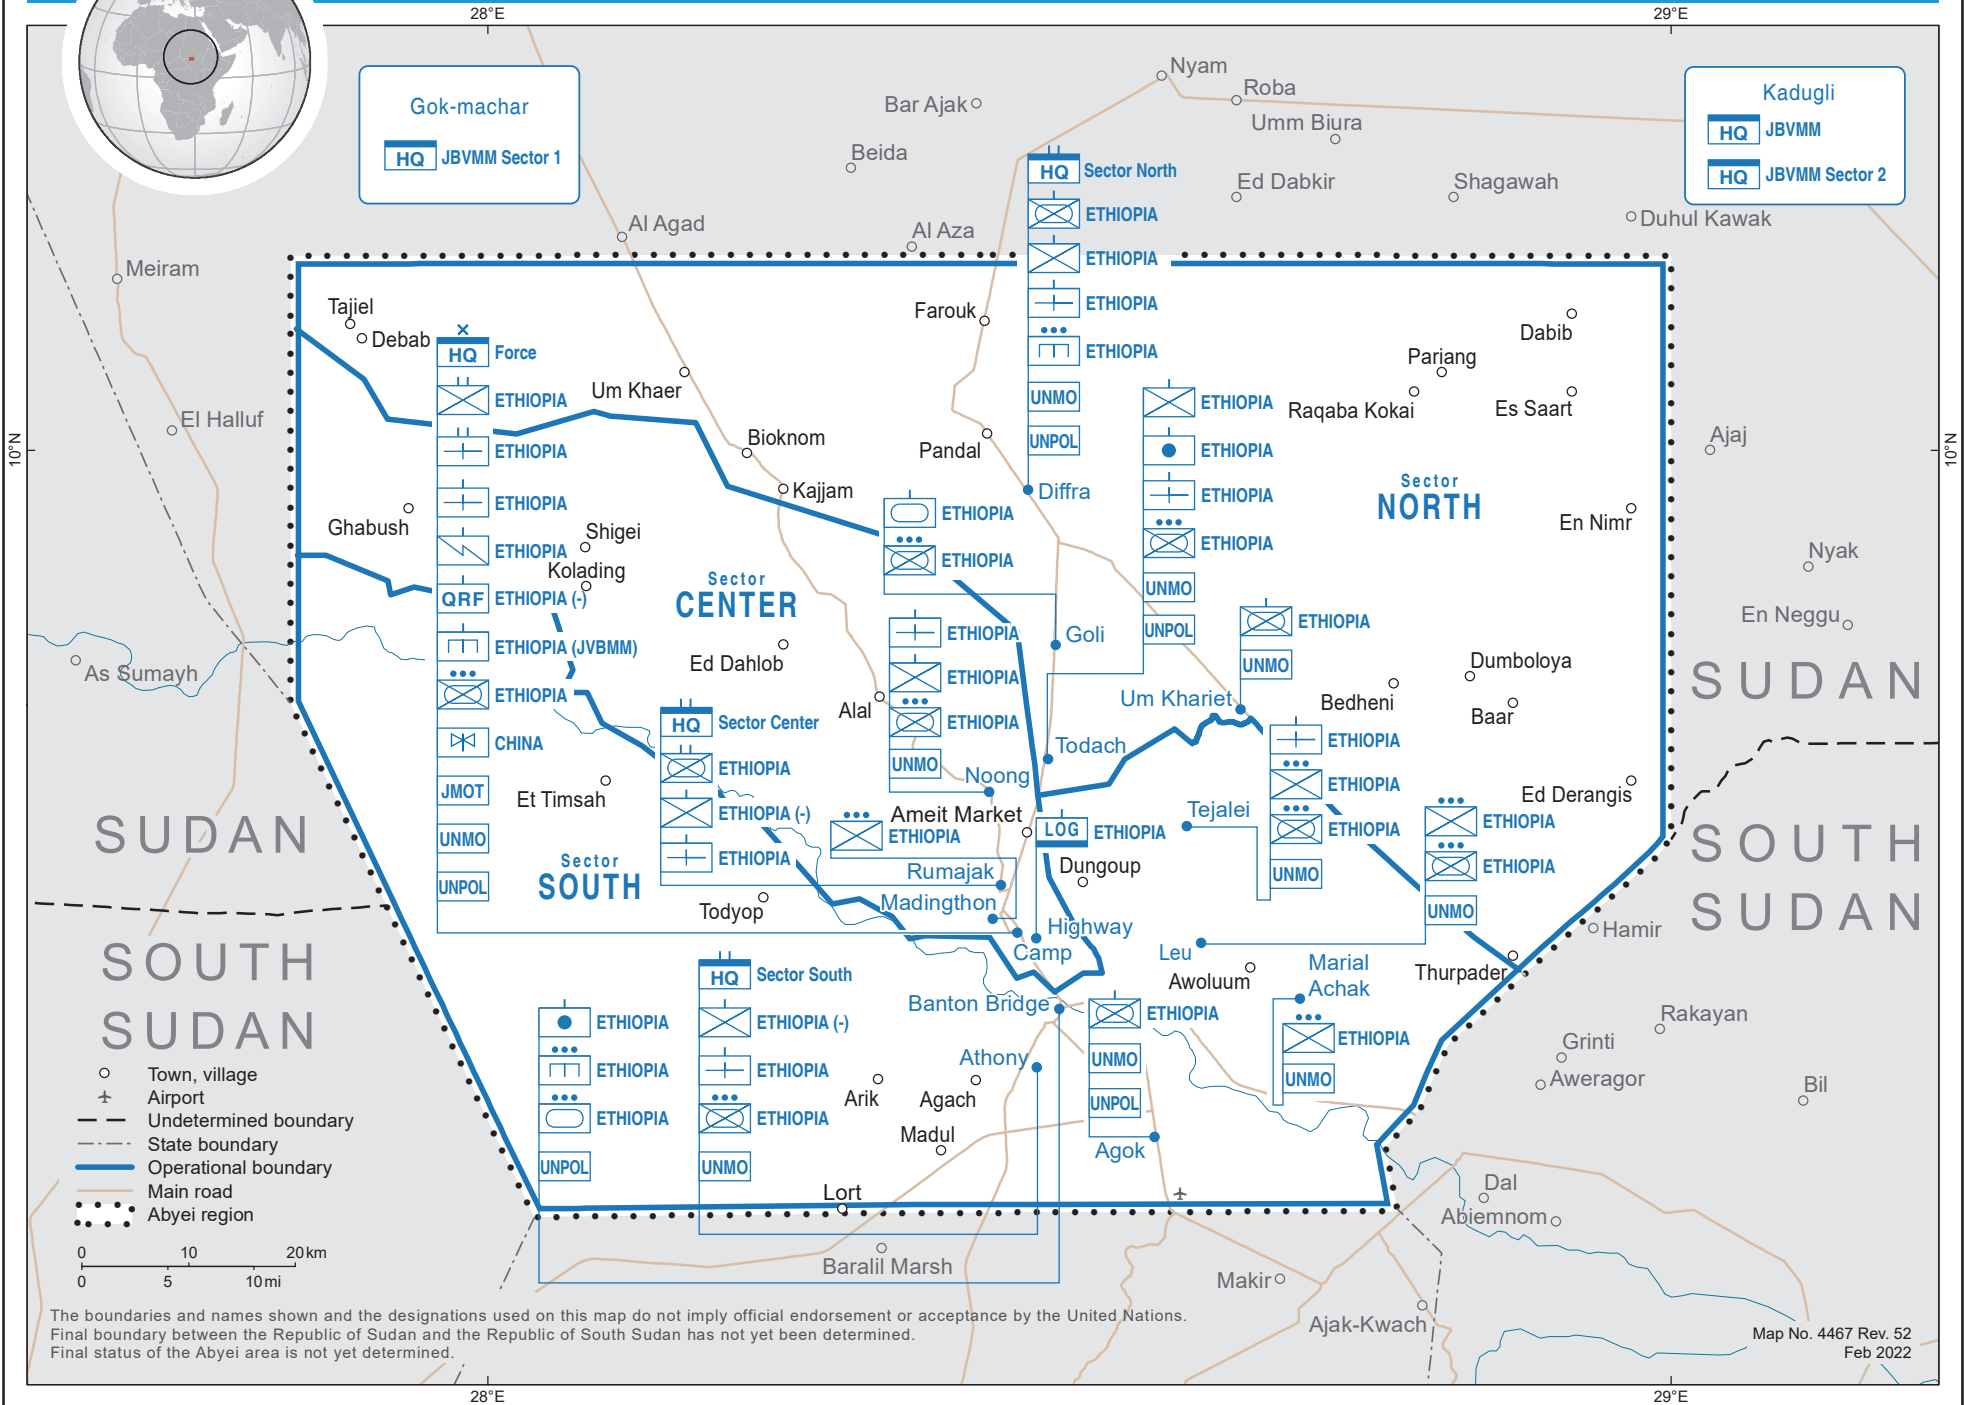 28°E
29°E
Gok-machar
HQ JBVMM Sector 1
Kadugli
HQ JBVMM
HQ JBVMM Sector 2
Nyam
Roba
Bar Ajak
Umm Biura
Beida
Ed Dabkir
Shagawah
Duhul Kawak
Al Agad
Al Aza
Meiram
El Halluf
As Sumayh
10°N
10°N
HQ Sector North
ETHIOPIA
ETHIOPIA
ETHIOPIA
ETHIOPIA
UNMO
UNPOL
Diffra
Tajiel
Debab
Farouk
Dabib
Pariang
Raqaba Kokai
Es Saart
Um Khaer
Bioknom
Kajjam
Pandal
Ajaj
En Nimr
Nyak
En Neggu
HQ Force
ETHIOPIA
ETHIOPIA
ETHIOPIA
ETHIOPIA
QRF ETHIOPIA (-)
ETHIOPIA (JVBMM)
ETHIOPIA
CHINA
JMOT
UNMO
UNPOL
Ghabush
Shigei
Kolading
Sector
CENTER
Sector
NORTH
ETHIOPIA
ETHIOPIA
Goli
ETHIOPIA
ETHIOPIA
ETHIOPIA
ETHIOPIA
UNMO
UNPOL
Todach
ETHIOPIA
UNMO
Um Khariet
ETHIOPIA
ETHIOPIA
ETHIOPIA
UNMO
Noong
Ed Dahlob
Alal
Dumboloya
Bedheni
Baar
Ed Derangis
HQ Sector Center
ETHIOPIA
ETHIOPIA (-)
ETHIOPIA
Rumajak
Et Timsah
Ameit Market
ETHIOPIA
Madingthon
LOG ETHIOPIA
Dungoup
Highway
Camp
Tejalei
ETHIOPIA
ETHIOPIA
ETHIOPIA
UNMO
ETHIOPIA
ETHIOPIA
UNMO
Leu
Awoluum
Thurpader
Hamir
Sector
SOUTH
Todyop
SUDAN
SOUTH
SUDAN
SUDAN
SOUTH
SUDAN
HQ Sector South
ETHIOPIA (-)
ETHIOPIA
ETHIOPIA
UNMO
ETHIOPIA
ETHIOPIA
ETHIOPIA
UNPOL
Banton Bridge
Athony
ETHIOPIA
UNMO
UNPOL
Agok
Marial
Achak
ETHIOPIA
UNMO
Arik
Agach
Madul
Lort
Rakayan
Grinti
Aweragor
Bil
Dal
Abiemnom
Baralil Marsh
Makir
Ajak-Kwach
Town, village
Airport
Undetermined boundary
State boundary
Operational boundary
Main road
Abyei region
0 10 20 km
0 5 10 mi
The boundaries and names shown and the designations used on this map do not imply official endorsement or acceptance by the United Nations.
Final boundary between the Republic of Sudan and the Republic of South Sudan has not yet been determined.
Final status of the Abyei area is not yet determined.
Map No. 4467 Rev. 52
Feb 2022
28°E
29°E